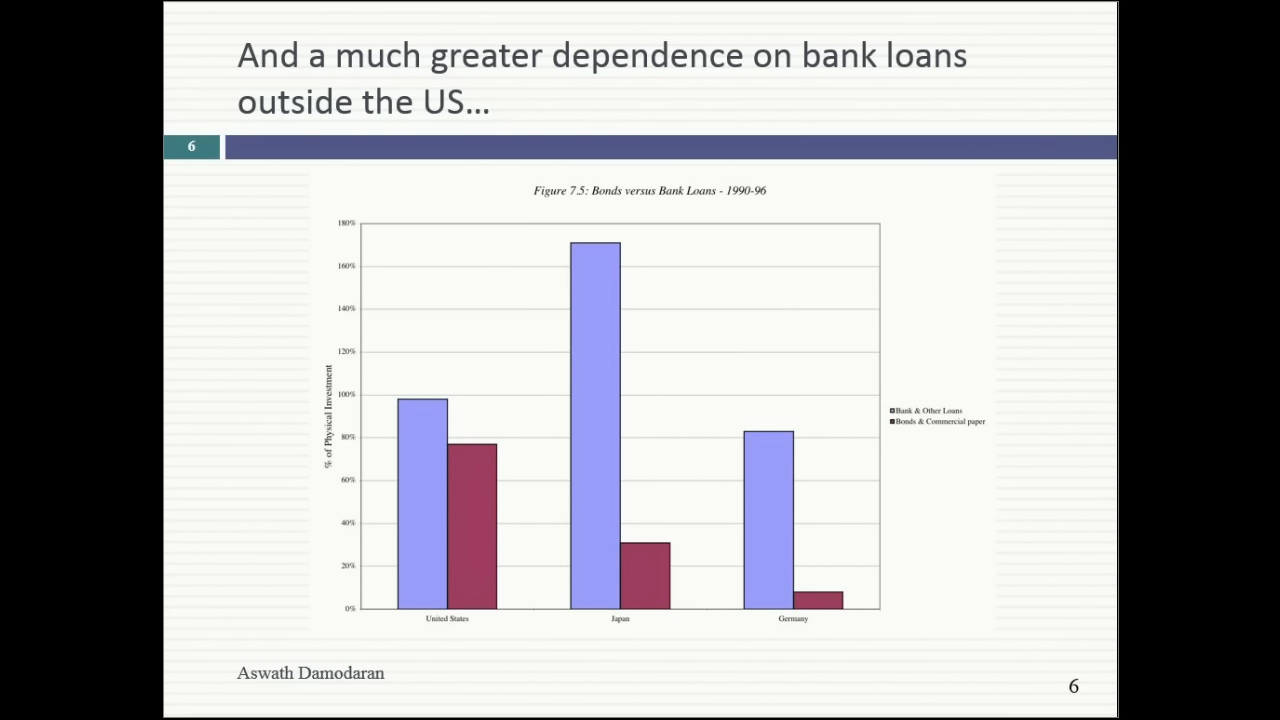 And a much greater dependence on bank loans
outside the US…
6
Figure 7.5: Bonds versus Bank Loans - 1990-96
180%
160%
140%
120%
100%
80%
60%
40%
20%
0%
% of Physical Investment
United States
Japan
Germany
Bank & Other Loans
Bonds & Commercial paper
Aswath Damodaran
6